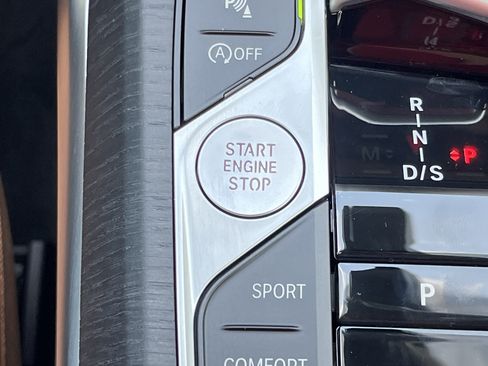 P
A OFF
START
ENGINE
STOP
SPORT
COMFORT
R
N
M
D/S
P
P